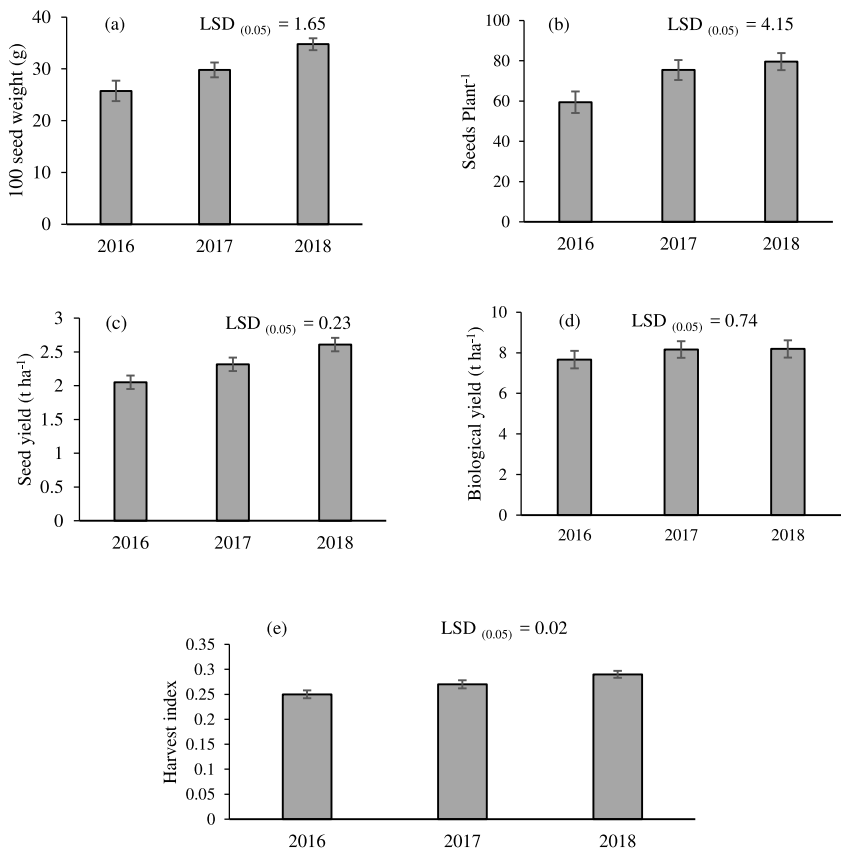 (a) LSD (0.05) = 1.65
100 seed weight (g)
40
30
20
10
0
2016 2017 2018
(b) LSD (0.05) = 4.15
Seeds Plant-1
100
80
60
40
20
0
2016 2017 2018
(c) LSD (0.05) = 0.23
Seed yield (t ha-1)
3
2.5
2
1.5
1
0.5
0
2016 2017 2018
(d) LSD (0.05) = 0.74
Biological yield (t ha-1)
10
8
6
4
2
0
2016 2017 2018
(e) LSD (0.05) = 0.02
Harvest index
0.35
0.3
0.25
0.2
0.15
0.1
0.05
0
2016 2017 2018